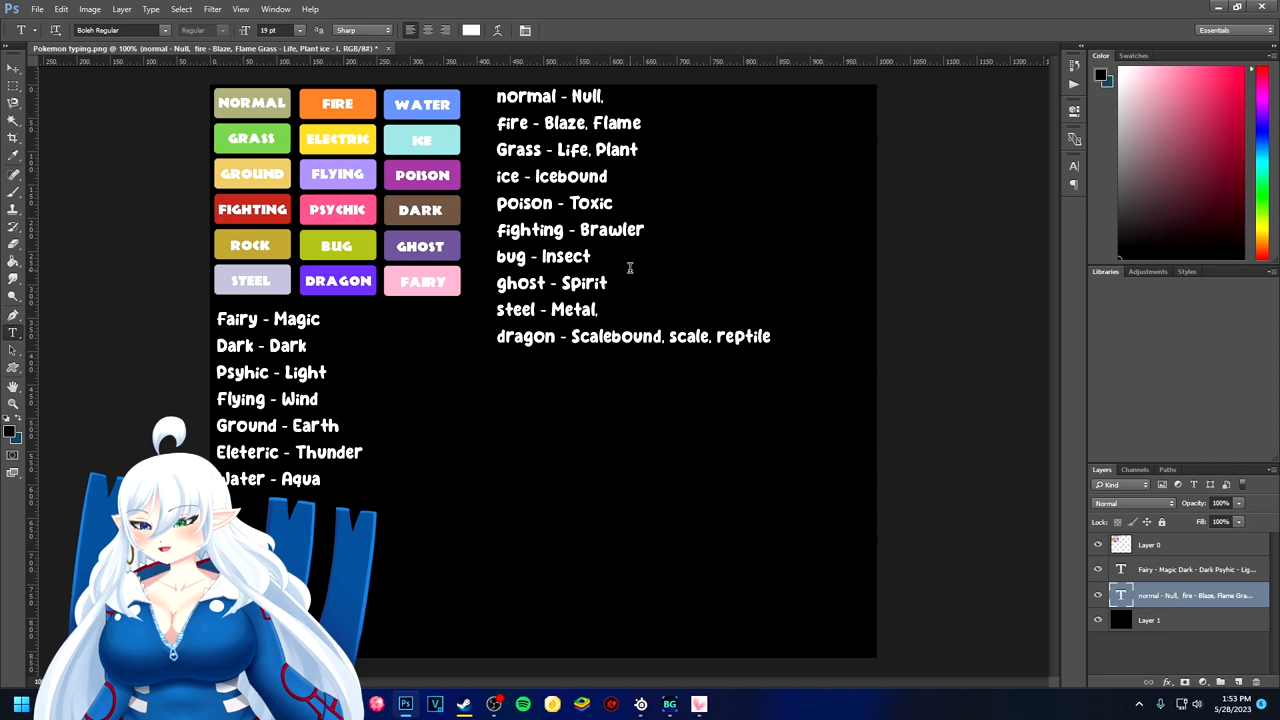 Ps File Edit Image Layer Type Select Filter View Window Help
T Boleh Regular Regular 19 pt Sharp Essentials
Pokemon typing.png @ 100% (normal - Null, fire - Blaze, Flame Grass - Life, Plant ice - I, RGB/8#) *
NORMAL FIRE WATER
GRASS ELECTRIC ICE
GROUND FLYING POISON
FIGHTING PSYCHIC DARK
ROCK BUG GHOST
STEEL DRAGON FAIRY
Fairy - Magic
Dark - Dark
Psyhic - Light
Flying - Wind
Ground - Earth
Eleteric - Thunder
Water - Aqua
normal - Null,
fire - Blaze, Flame
Grass - Life, Plant
ice - Icebound
poison - Toxic
fighting - Brawler
bug - Insect
ghost - Spirit
steel - Metal,
dragon - Scalebound, scale, reptile
Color Swatches
Libraries Adjustments Styles
Layers Channels Paths
Kind
Normal Opacity: 100%
Lock: Fill: 100%
Layer 0
Fairy - Magic Dark - Dark Psyhic - Lig...
normal - Null, fire - Blaze, Flame Gra...
Layer 1
1:53 PM
5/28/2023